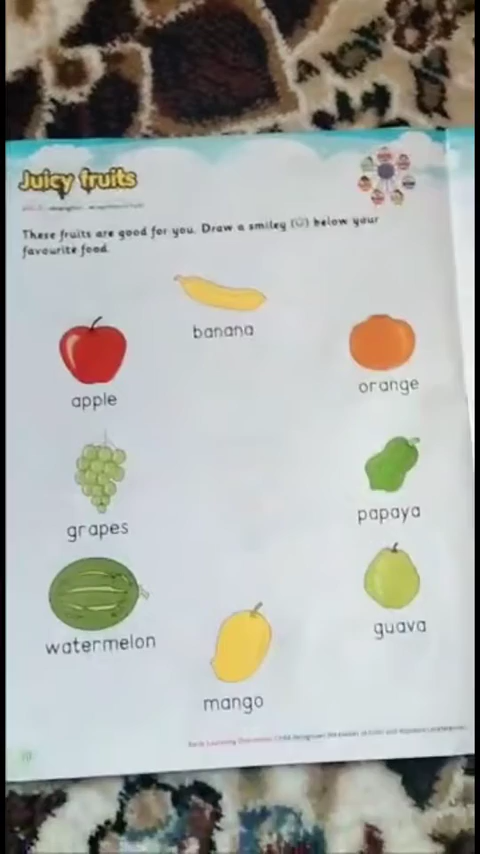 Juicy fruits
These fruits are good for you. Draw a smiley (☺) below your
favourite food.
banana
apple
orange
grapes
papaya
watermelon
guava
mango